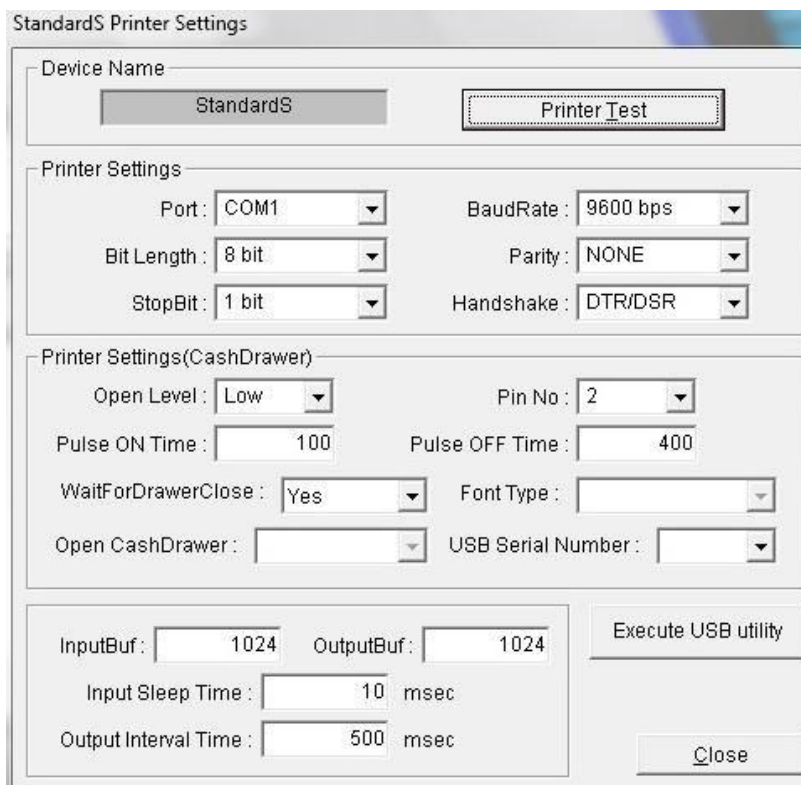 StandardS Printer Settings
Device Name
StandardS
Printer Test
Printer Settings
Port : COM1
BaudRate : 9600 bps
Bit Length : 8 bit
Parity : NONE
StopBit : 1 bit
Handshake : DTR/DSR
Printer Settings(CashDrawer)
Open Level : Low
Pin No : 2
Pulse ON Time : 100
Pulse OFF Time : 400
WaitForDrawerClose : Yes
Font Type :
Open CashDrawer :
USB Serial Number :
InputBuf : 1024
OutputBuf : 1024
Input Sleep Time : 10 msec
Output Interval Time : 500 msec
Execute USB utility
Close